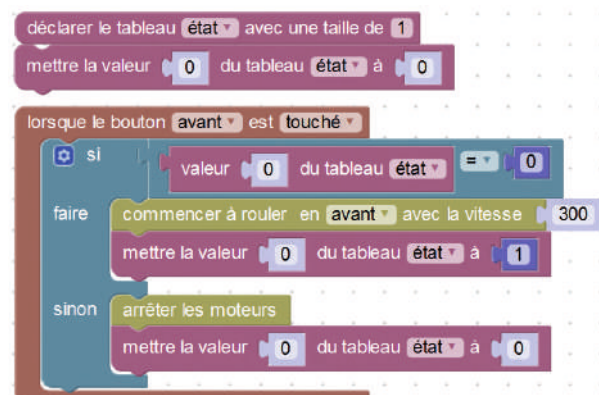 déclarer le tableau état avec une taille de 1
mettre la valeur 0 du tableau état à 0
lorsque le bouton avant est touché
si valeur 0 du tableau état = 0
faire commencer à rouler en avant avec la vitesse 300
mettre la valeur 0 du tableau état à 1
sinon arrêter les moteurs
mettre la valeur 0 du tableau état à 0